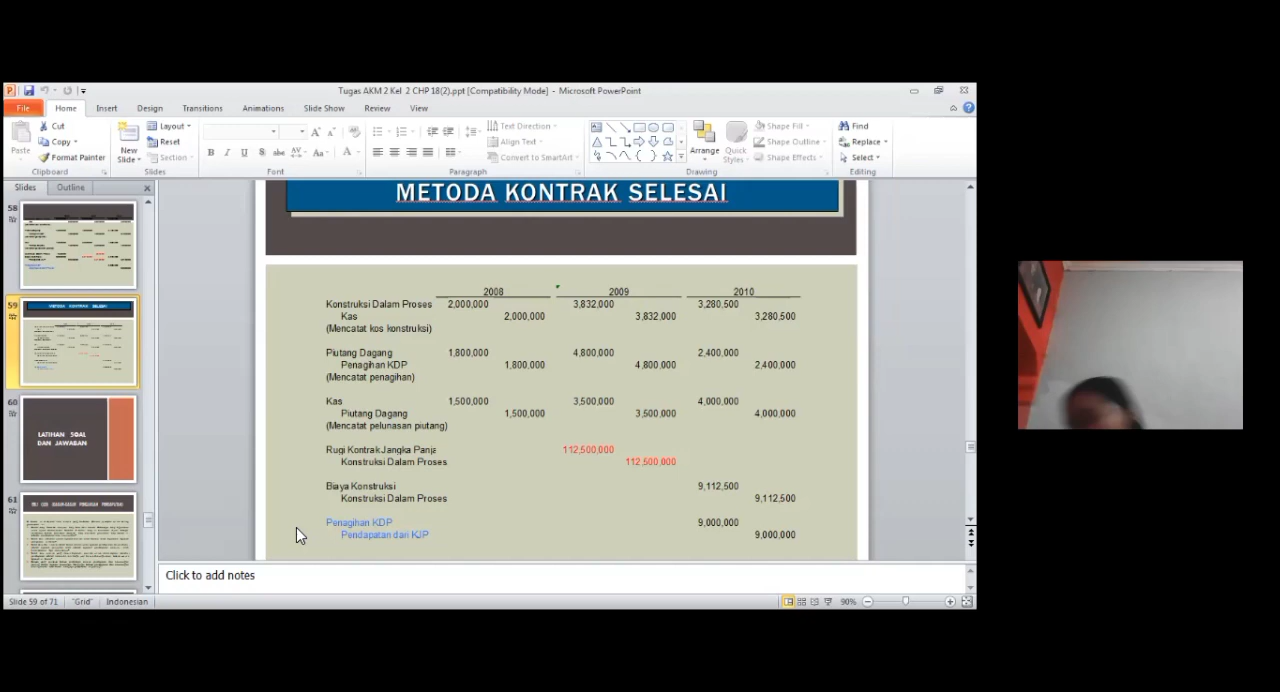 Tugas AKM 2 Kel 2 CHP 18(2).ppt [Compatibility Mode] - Microsoft PowerPoint
File Home Insert Design Transitions Animations Slide Show Review View
Paste
Cut
Copy
Format Painter
Clipboard
New Slide
Layout
Reset
Section
Slides
Font
Text Direction
Align Text
Convert to SmartArt
Paragraph
Arrange
Quick Styles
Shape Fill
Shape Outline
Shape Effects
Drawing
Find
Replace
Select
Editing
Slides Outline
58
59
METODA KONTRAK SELESAI
60
LATIHAN SOAL
DAN JAWABAN
61
METODA KONTRAK SELESAI
2008 2009 2010
Konstruksi Dalam Proses 2,000,000 3,832,000 3,280,500
Kas 2,000,000 3,832,000 3,280,500
(Mencatat kos konstruksi)
Piutang Dagang 1,800,000 4,800,000 2,400,000
Penagihan KDP 1,800,000 4,800,000 2,400,000
(Mencatat penagihan)
Kas 1,500,000 3,500,000 4,000,000
Piutang Dagang 1,500,000 3,500,000 4,000,000
(Mencatat pelunasan piutang)
Rugi Kontrak Jangka Panja 112,500,000
Konstruksi Dalam Proses 112,500,000
Biaya Konstruksi 9,112,500
Konstruksi Dalam Proses 9,112,500
Penagihan KDP 9,000,000
Pendapatan dari KJP 9,000,000
Click to add notes
Slide 59 of 71 "Grid" Indonesian 90%